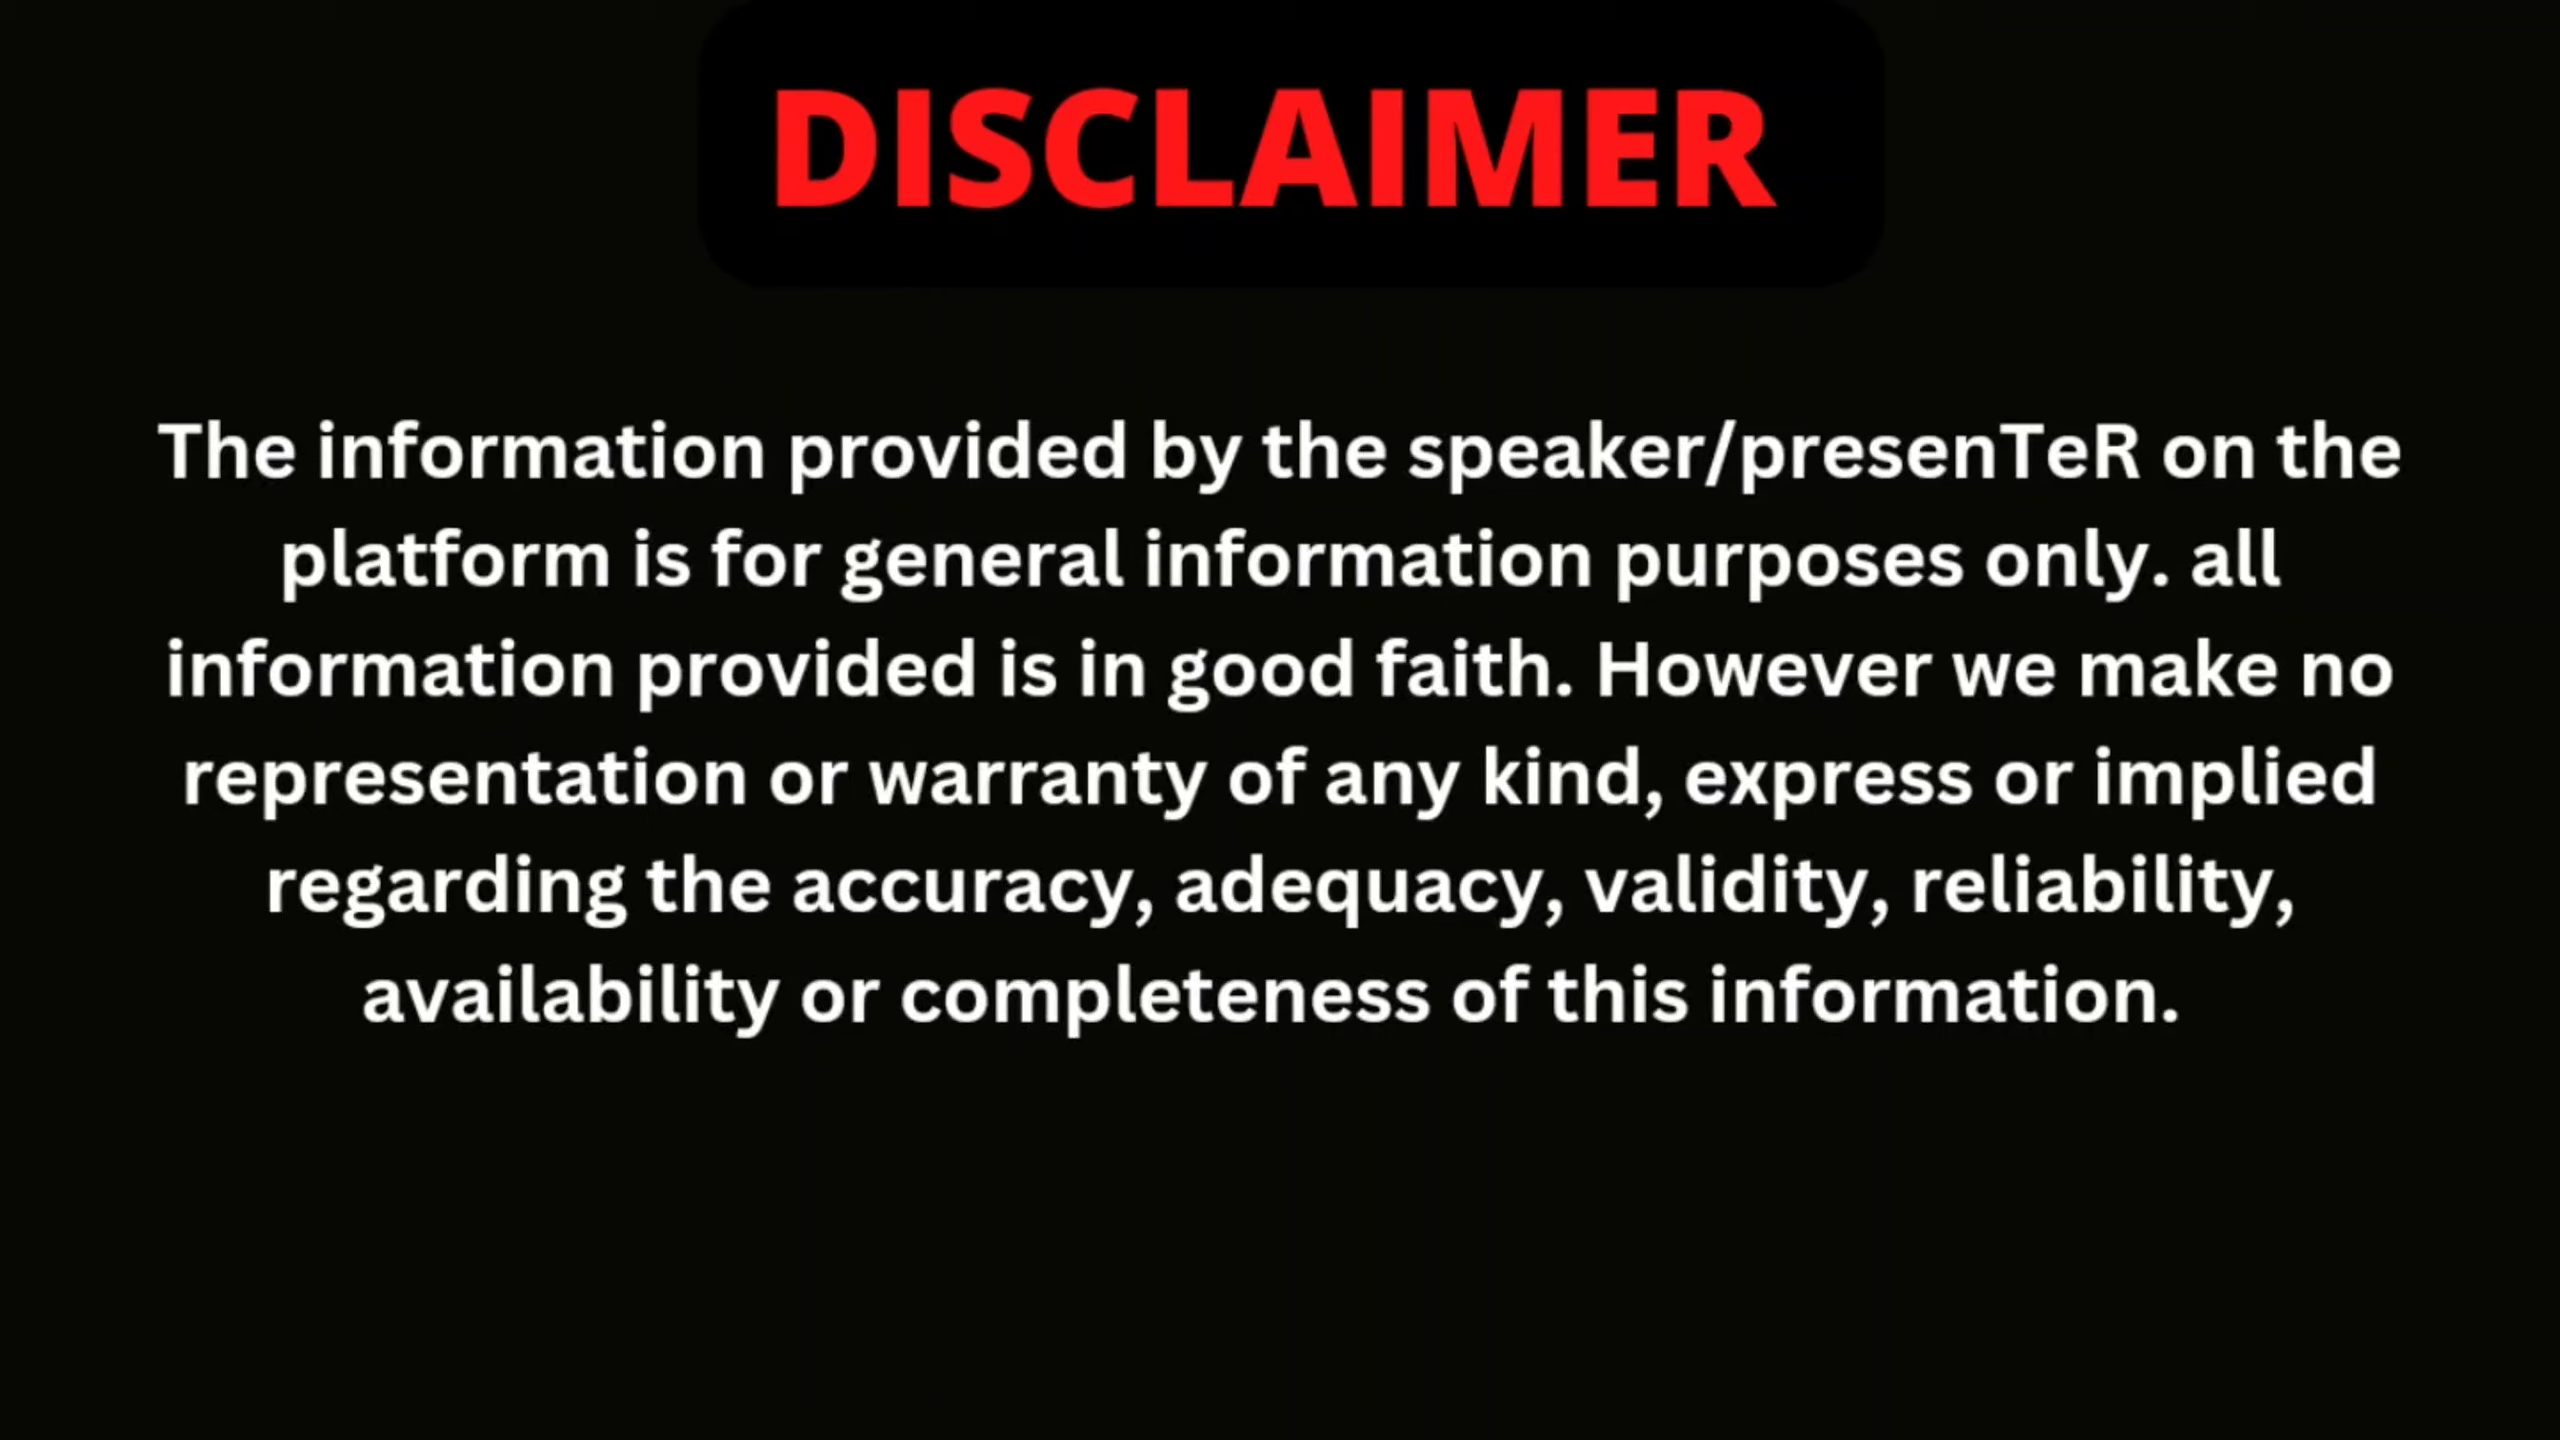 DISCLAIMER
The information provided by the speaker/presenTeR on the
platform is for general information purposes only. all
information provided is in good faith. However we make no
representation or warranty of any kind, express or implied
regarding the accuracy, adequacy, validity, reliability,
availability or completeness of this information.